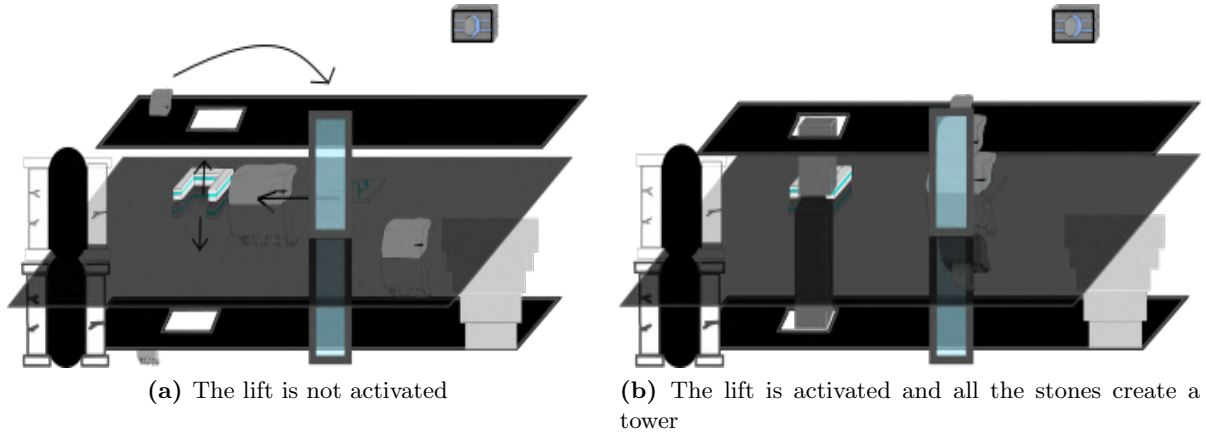 (a) The lift is not activated
(b) The lift is activated and all the stones create a
tower